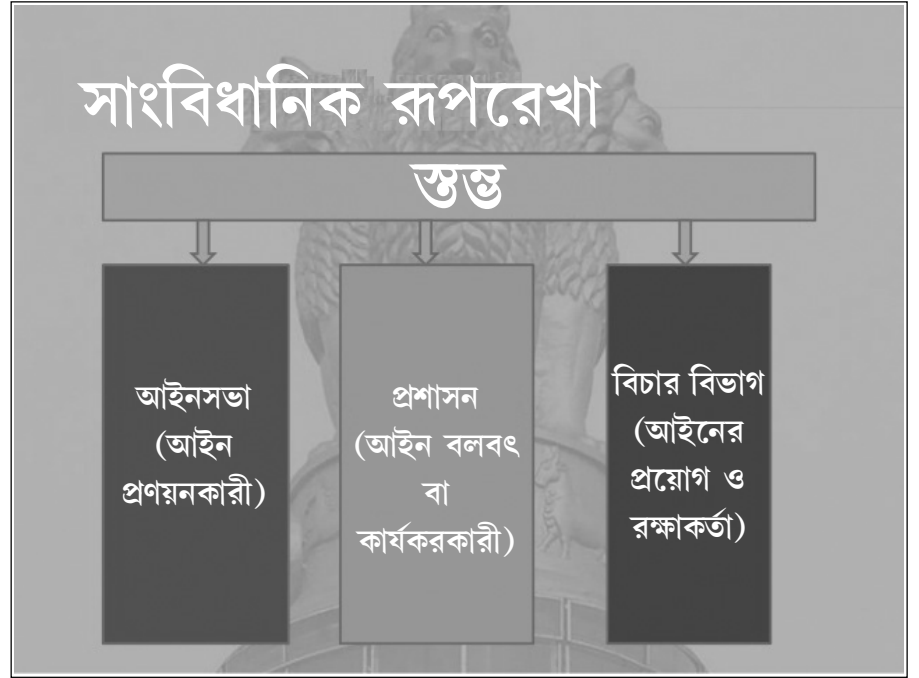 সাংবিধানিক রূপরেখা
স্তম্ভ
আইনসভা
(আইন
প্রণয়নকারী)
প্রশাসন
(আইন বলবৎ
বা
কার্যকরকারী)
বিচার বিভাগ
(আইনের
প্রয়োগ ও
রক্ষাকর্তা)